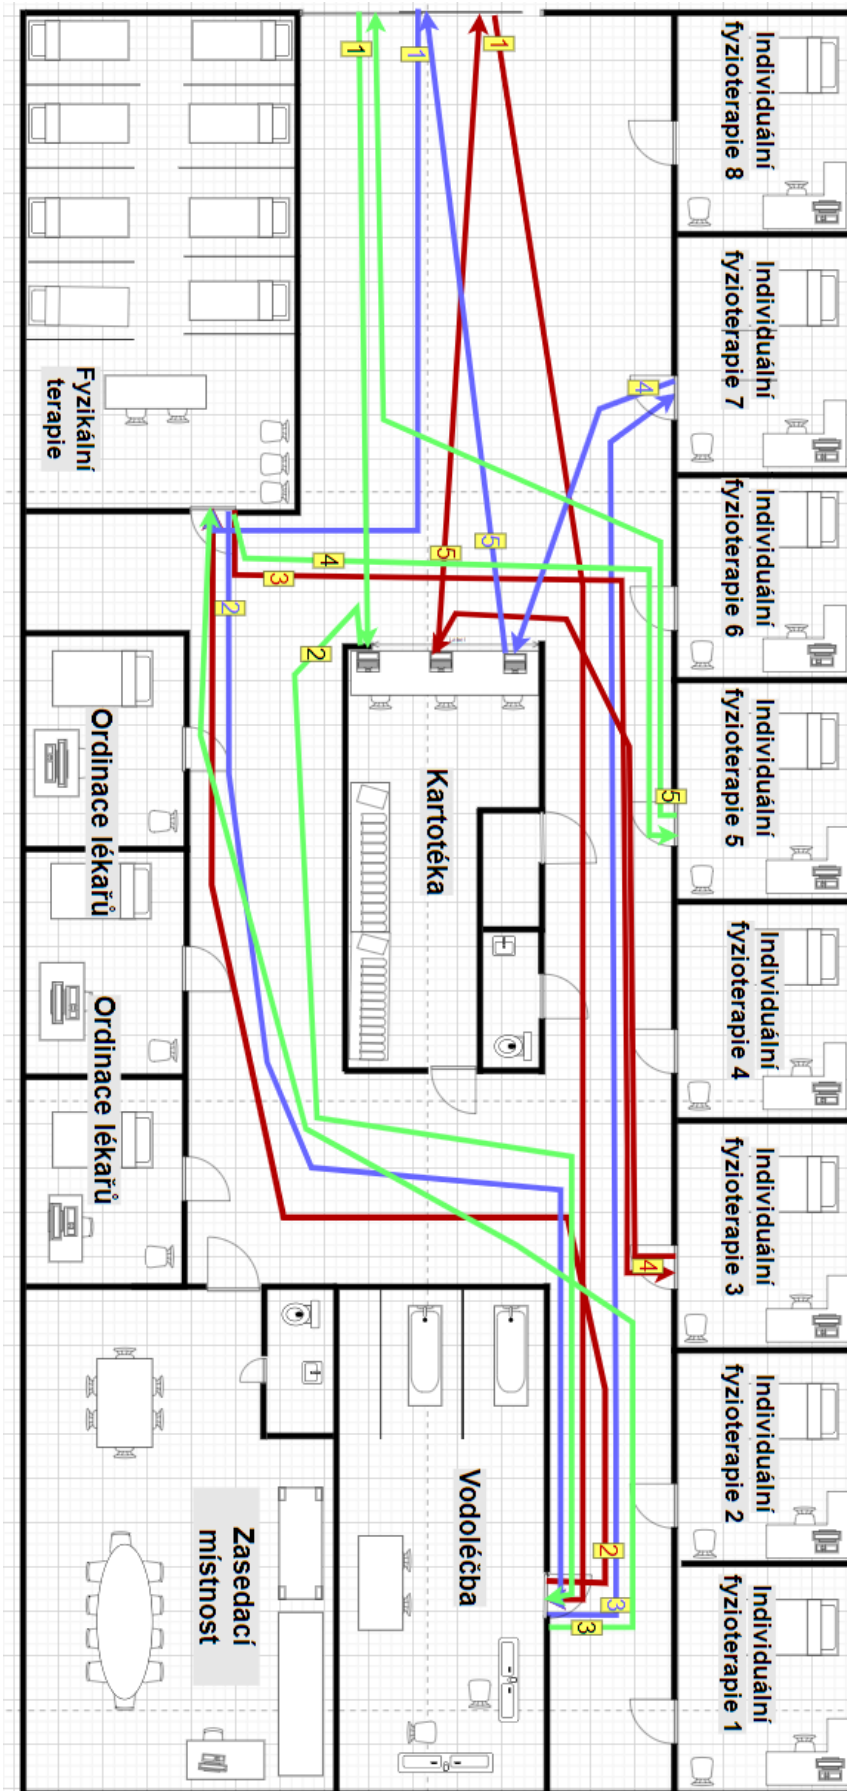 Individuální
fyzioterapie 8
Individuální
fyzioterapie 7
Individuální
fyzioterapie 6
Individuální
fyzioterapie 5
Individuální
fyzioterapie 4
Individuální
fyzioterapie 3
Individuální
fyzioterapie 2
Individuální
fyzioterapie 1
Fyzikální
terapie
Ordinace lékařů
Ordinace lékařů
Kartotéka
Vodoléčba
Zasedací
místnost
1
1
1
4
5
5
4
3
2
2
5
4
2
3
3